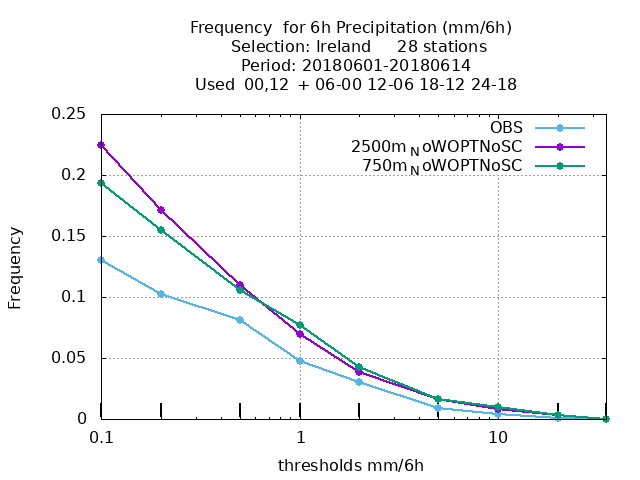 Frequency for 6h Precipitation (mm/6h)
Selection: Ireland 28 stations
Period: 20180601-20180614
Used 00,12 + 06-00 12-06 18-12 24-18
OBS
2500mNoWOPTNoSC
750mNoWOPTNoSC
0.25
0.2
0.15
0.1
0.05
0
Frequency
0.1 1 10
thresholds mm/6h